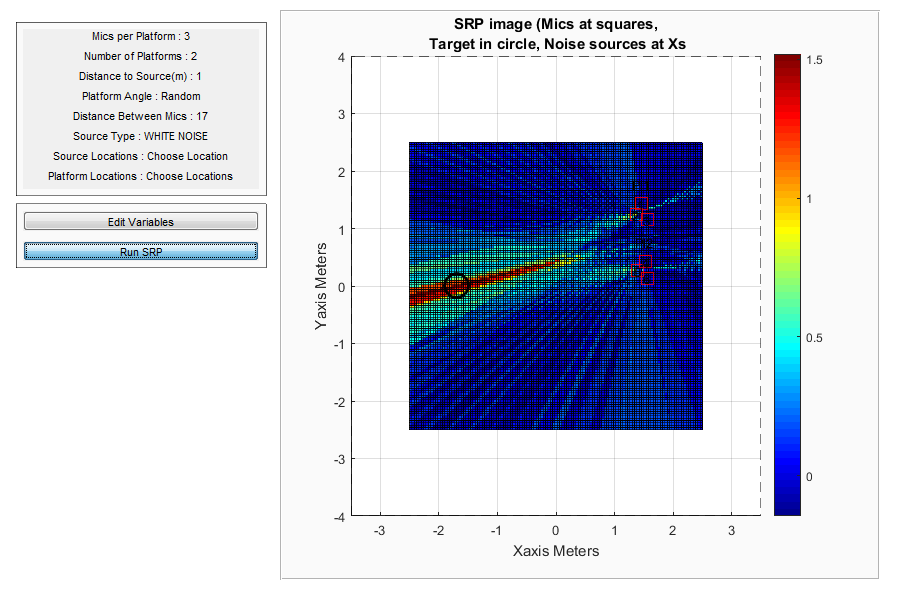 Mics per Platform : 3
Number of Platforms : 2
Distance to Source(m) : 1
Platform Angle : Random
Distance Between Mics : 17
Source Type : WHITE NOISE
Source Locations : Choose Location
Platform Locations : Choose Locations
Edit Variables
Run SRP
SRP image (Mics at squares,
Target in circle, Noise sources at Xs
4
3
2
1
0
-1
-2
-3
-4
Yaxis Meters
-3
-2
-1
0
1
2
3
Xaxis Meters
1.5
1
0.5
0